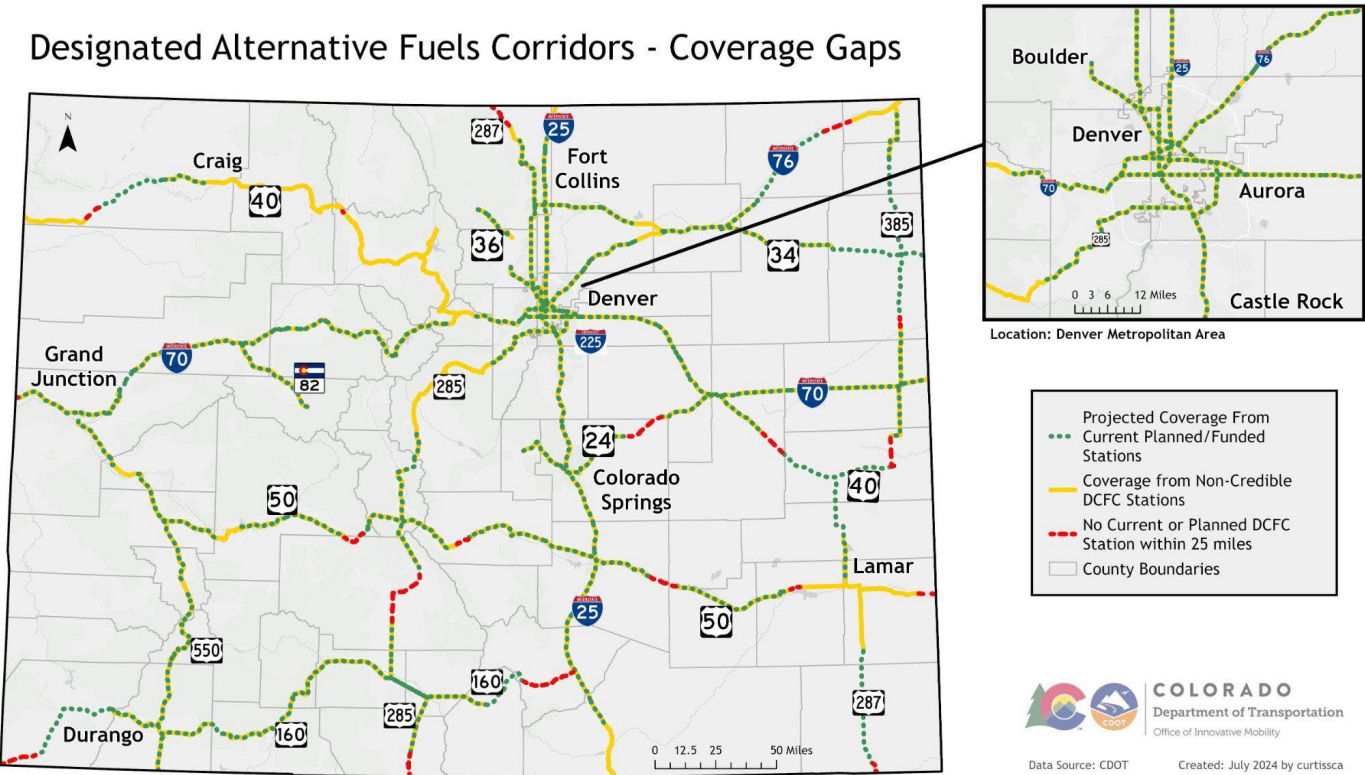 Designated Alternative Fuels Corridors - Coverage Gaps
N
Craig
40
287
25
Fort
Collins
76
36
385
34
Denver
225
Grand
Junction
70
82
285
70
24
Colorado
Springs
40
50
Lamar
25
50
550
160
285
160
287
Durango
0 12.5 25 50 Miles
Boulder
25
76
Denver
70
Aurora
285
0 3 6 12 Miles
Castle Rock
Location: Denver Metropolitan Area
Projected Coverage From
Current Planned/Funded
Stations
Coverage from Non-Credible
DCFC Stations
No Current or Planned DCFC
Station within 25 miles
County Boundaries
CDOT
COLORADO
Department of Transportation
Office of Innovative Mobility
Data Source: CDOT Created: July 2024 by curtissca